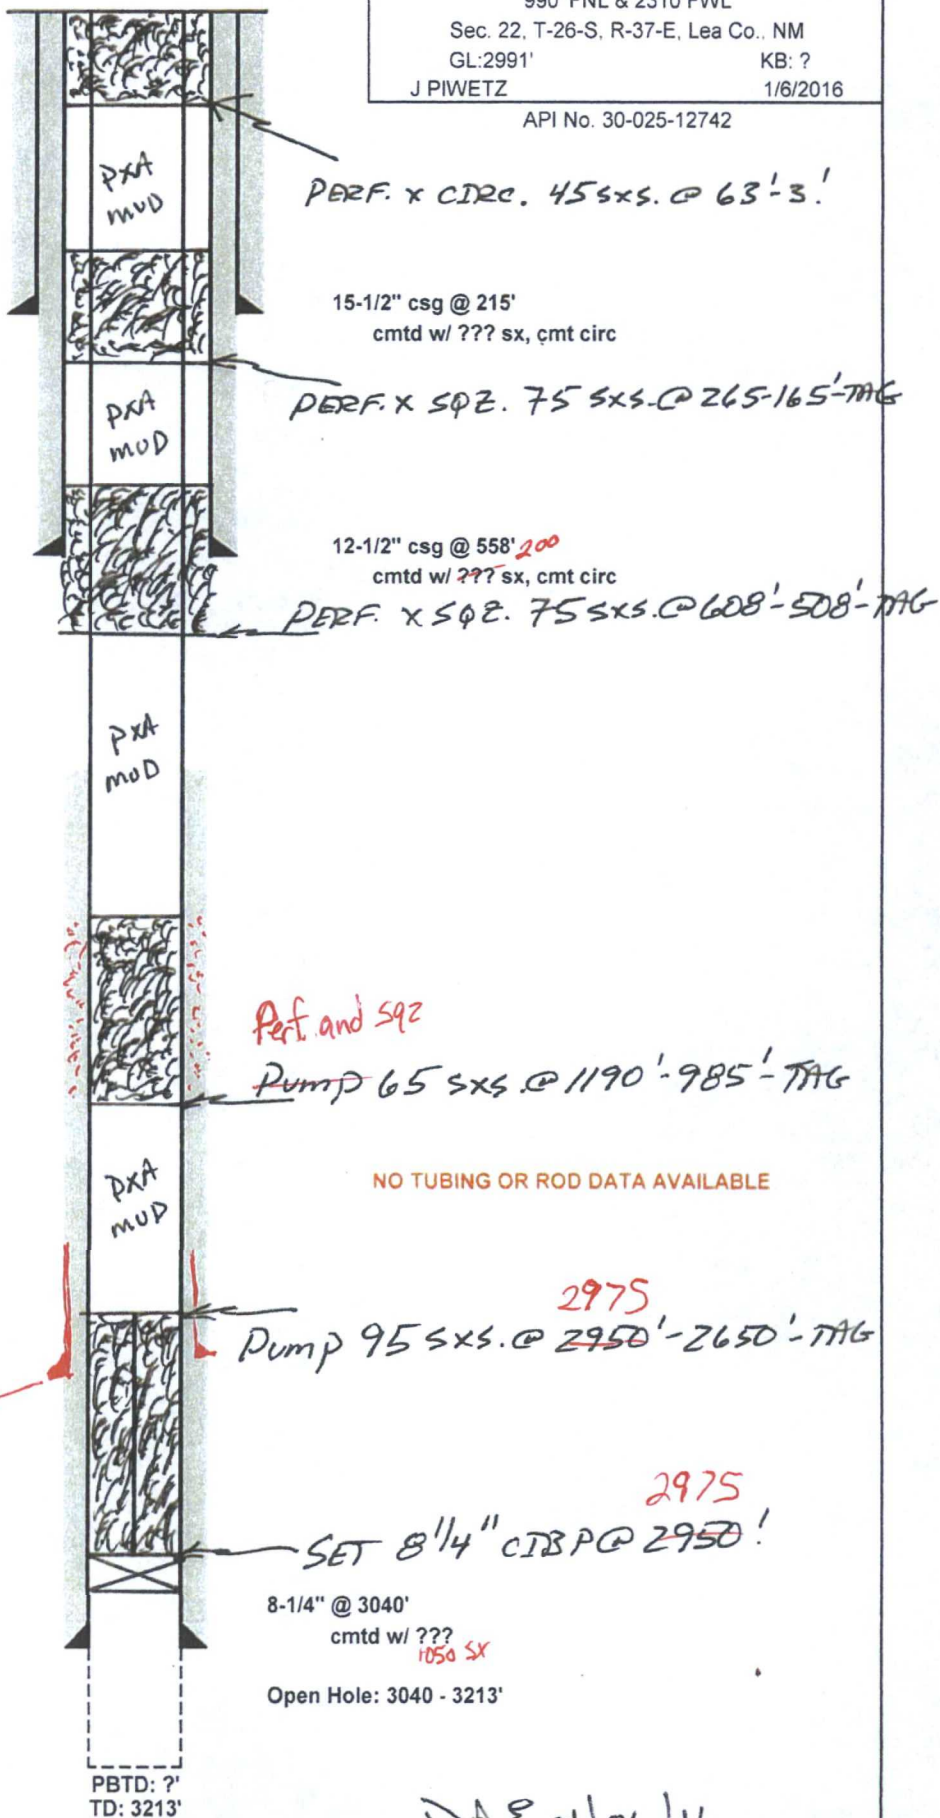 990' FNL & 2310 FWL
Sec. 22, T-26-S, R-37-E, Lea Co., NM
GL:2991' KB: ?
J PIWETZ 1/6/2016
API No. 30-025-12742
PXA
MUD
PERF. X CIRC. 45 SXS. @ 63'-3'
15-1/2" csg @ 215'
cmtd w/ ??? sx, cmt circ
PERF. X SQZ. 75 SXS. @ 265-165'-TAG
PXA
MUD
12-1/2" csg @ 558' 200
cmtd w/ ??? sx, cmt circ
PERF. X SQZ. 75 SXS. @ 608'-508'-TAG
PXA
MUD
Perf. and SQZ
Pump 65 SXS. @ 1190'-985'-TAG
PXA
MUD
NO TUBING OR ROD DATA AVAILABLE
2975
Pump 95 SXS. @ 2950'-2650'-TAG
2975
SET 8 1/4" CIBP @ 2950'
8-1/4" @ 3040'
cmtd w/ ???
1050 SX
Open Hole: 3040 - 3213'
PBTD: ?'
TD: 3213'